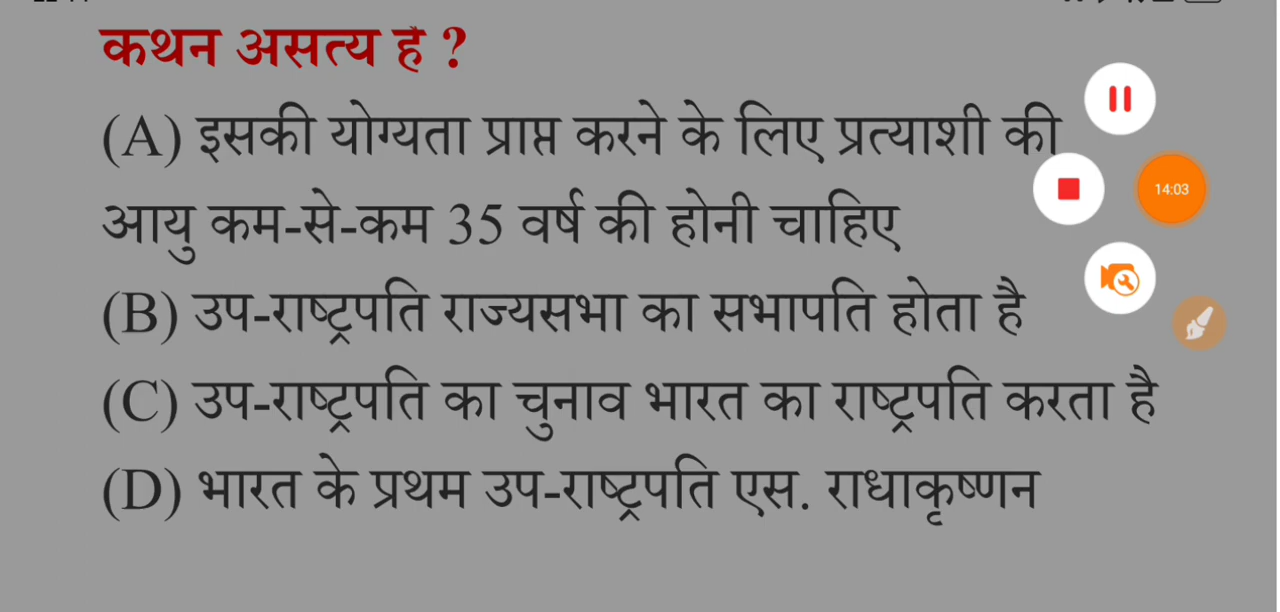 कथन असत्य है ?
(A) इसकी योग्यता प्राप्त करने के लिए प्रत्याशी की
आयु कम-से-कम 35 वर्ष की होनी चाहिए
14:03
(B) उप-राष्ट्रपति राज्यसभा का सभापति होता है
(C) उप-राष्ट्रपति का चुनाव भारत का राष्ट्रपति करता है
(D) भारत के प्रथम उप-राष्ट्रपति एस. राधाकृष्णन